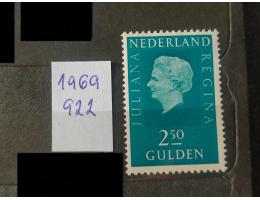 1969
922
NEDERLAND
JULIANA
REGINA
2 50
GULDEN